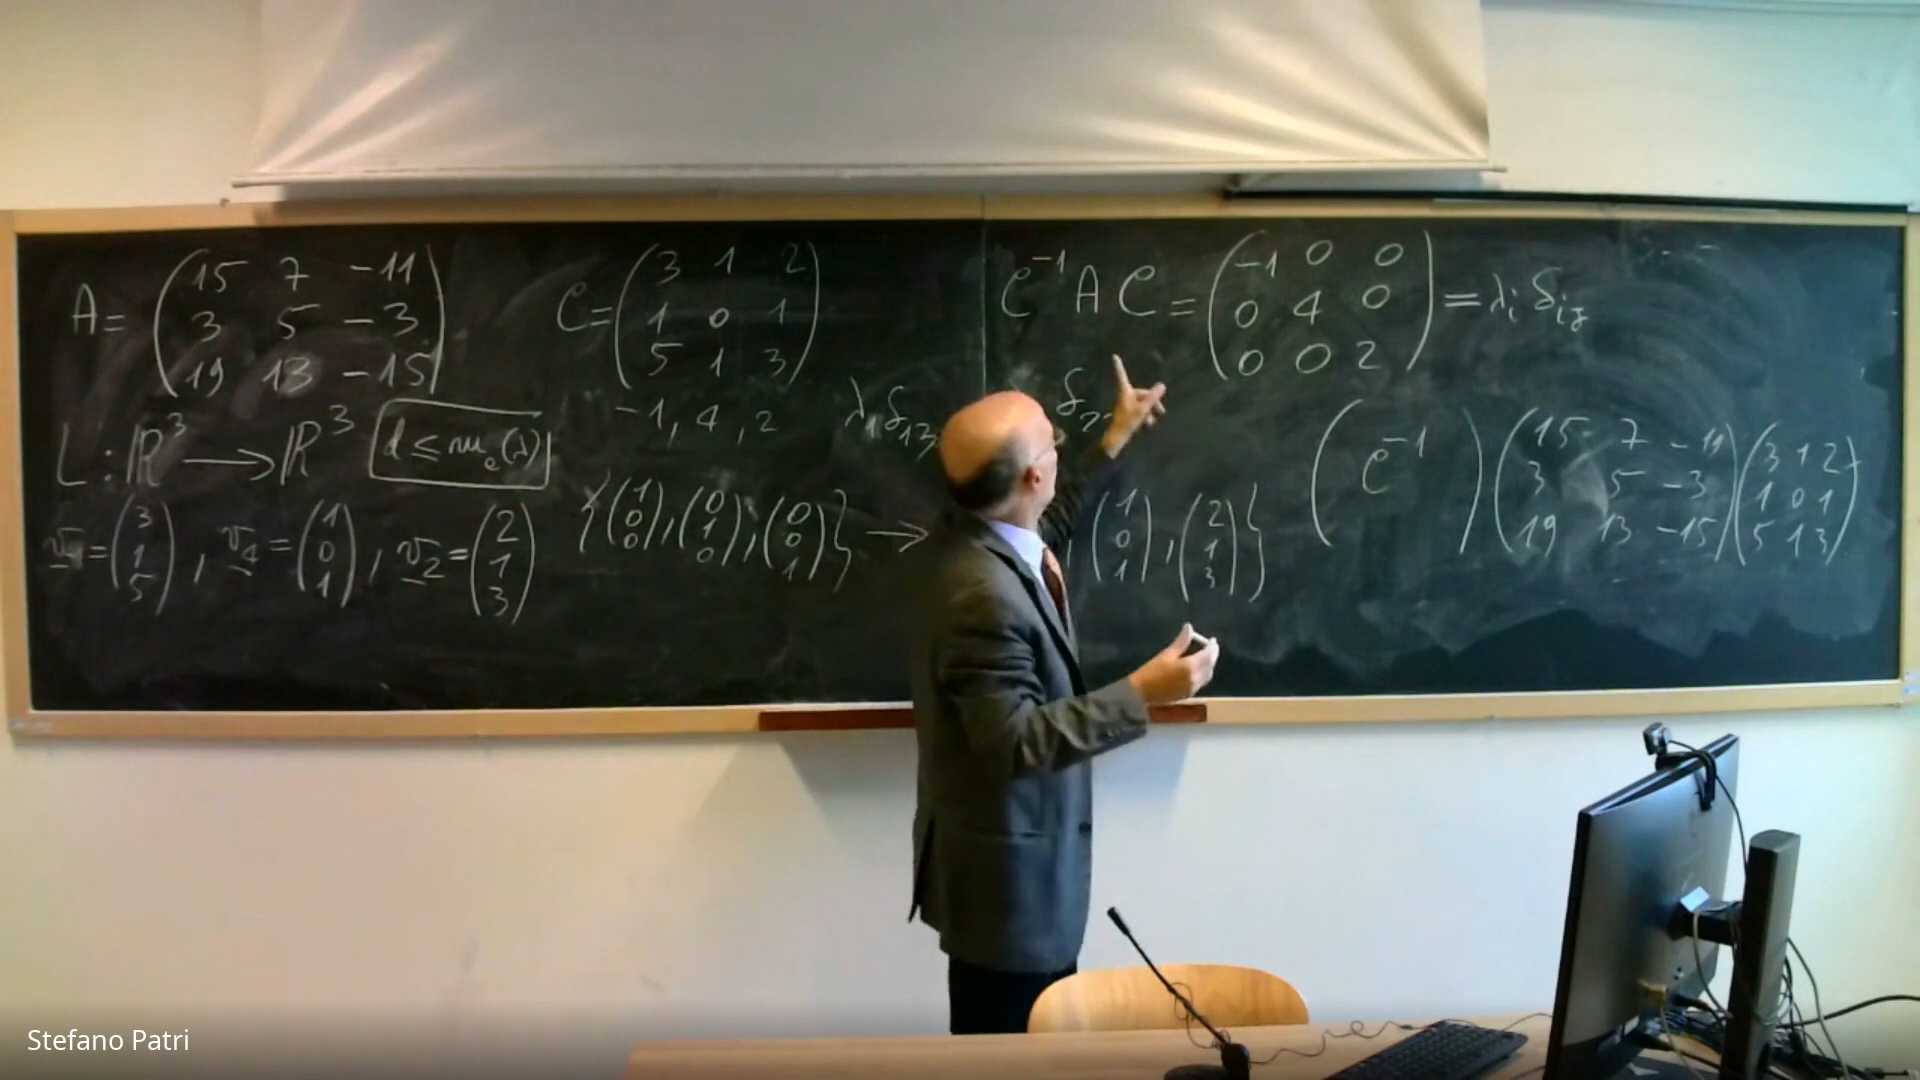 A = ( 15 7 -11
3 5 -3
19 13 -15 )
L : ℝ³ → ℝ³
d ≤ m_a(λ)
v₋₁ = ( 3 1 5 ) , v₄ = ( 1 0 1 ) , v₂ = ( 2 1 3 )
C = ( 3 1 2
1 0 1
5 1 3 )
-1, 4, 2
λ₁δ₁₃
δ₂₂
{ ( 1 0 0 ) , ( 0 1 0 ) , ( 0 0 1 ) } →
, ( 1 0 1 ) , ( 2 1 3 ) }
C⁻¹ A C = ( -1 0 0
0 4 0
0 0 2 ) = λᵢ δᵢⱼ
( C⁻¹ ) ( 15 7 -11
3 5 -3
19 13 -15 ) ( 3 1 2
1 0 1
5 1 3 )
Stefano Patri